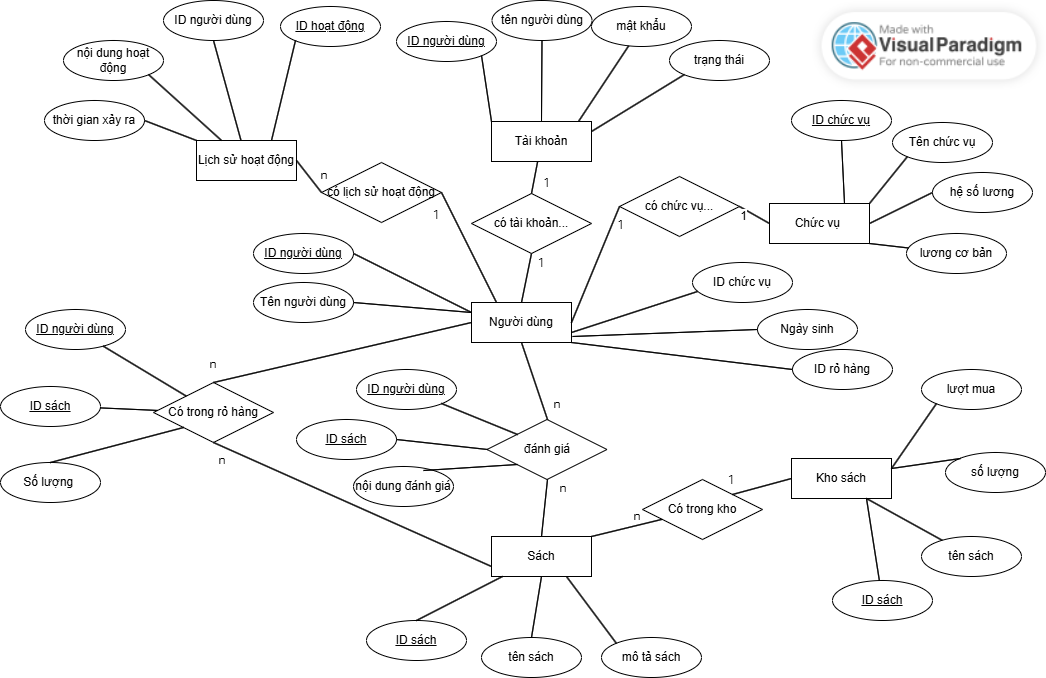 ID người dùng
ID hoạt động
nội dung hoạt
động
thời gian xảy ra
Lịch sử hoạt động
n
có lịch sử hoạt động
1
ID người dùng
tên người dùng
mật khẩu
trạng thái
Tài khoản
1
có tài khoản...
1
Made with
VisualParadigm
For non-commercial use
ID chức vụ
Tên chức vụ
hệ số lương
lương cơ bản
Chức vụ
có chức vụ...
1
1
ID người dùng
Tên người dùng
Người dùng
ID chức vụ
Ngày sinh
ID rỏ hàng
ID người dùng
ID sách
Số lượng
n
Có trong rỏ hàng
n
ID người dùng
ID sách
nội dung đánh giá
n
đánh giá
n
lượt mua
số lượng
tên sách
ID sách
Kho sách
1
Có trong kho
n
Sách
ID sách
tên sách
mô tả sách